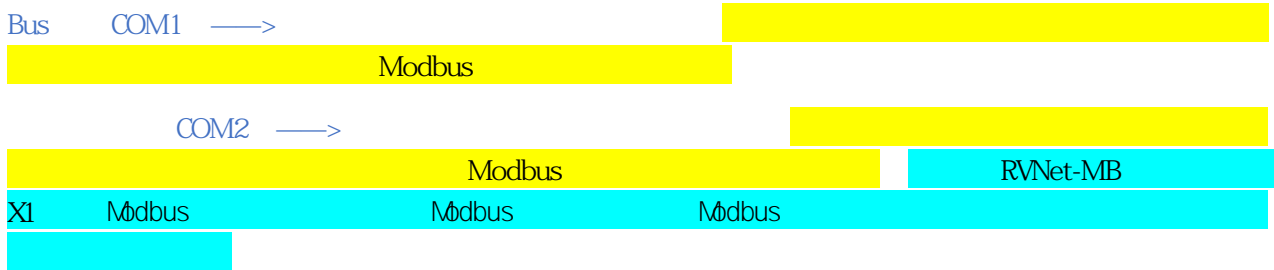 Bus COM1 ——>
Modbus
COM2 ——>
Modbus RVNet-MB
X1 Modbus Modbus Modbus